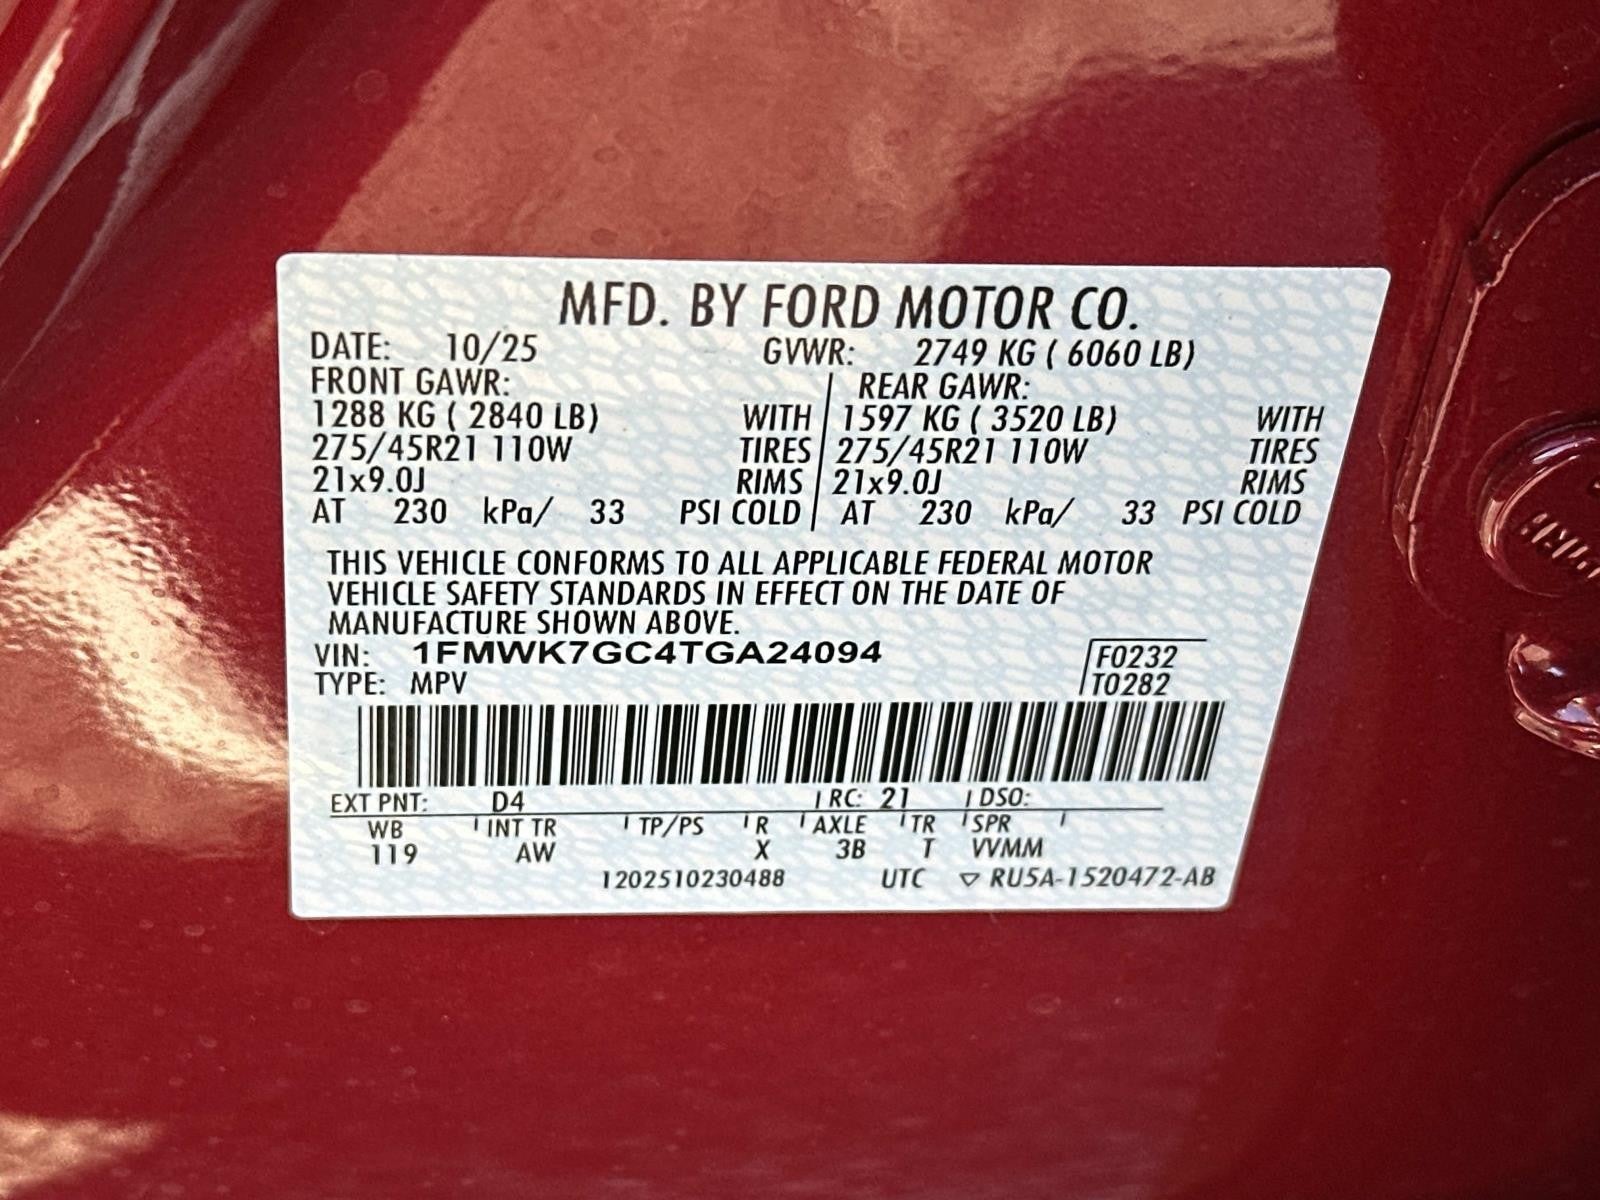 MFD. BY FORD MOTOR CO.
DATE: 10/25 GVWR: 2749 KG ( 6060 LB)
FRONT GAWR: REAR GAWR:
1288 KG ( 2840 LB) WITH 1597 KG ( 3520 LB) WITH
275/45R21 110W TIRES 275/45R21 110W TIRES
21x9.0J RIMS 21x9.0J RIMS
AT 230 kPa/ 33 PSI COLD AT 230 kPa/ 33 PSI COLD
THIS VEHICLE CONFORMS TO ALL APPLICABLE FEDERAL MOTOR
VEHICLE SAFETY STANDARDS IN EFFECT ON THE DATE OF
MANUFACTURE SHOWN ABOVE.
VIN: 1FMWK7GC4TGA24094 F0232
TYPE: MPV T0282
EXT PNT: D4 RC: 21 DSO:
WB INT TR TP/PS R AXLE TR SPR
119 AW X 3B T VVMM
1202510230488 UTC ▽ RU5A-1520472-AB